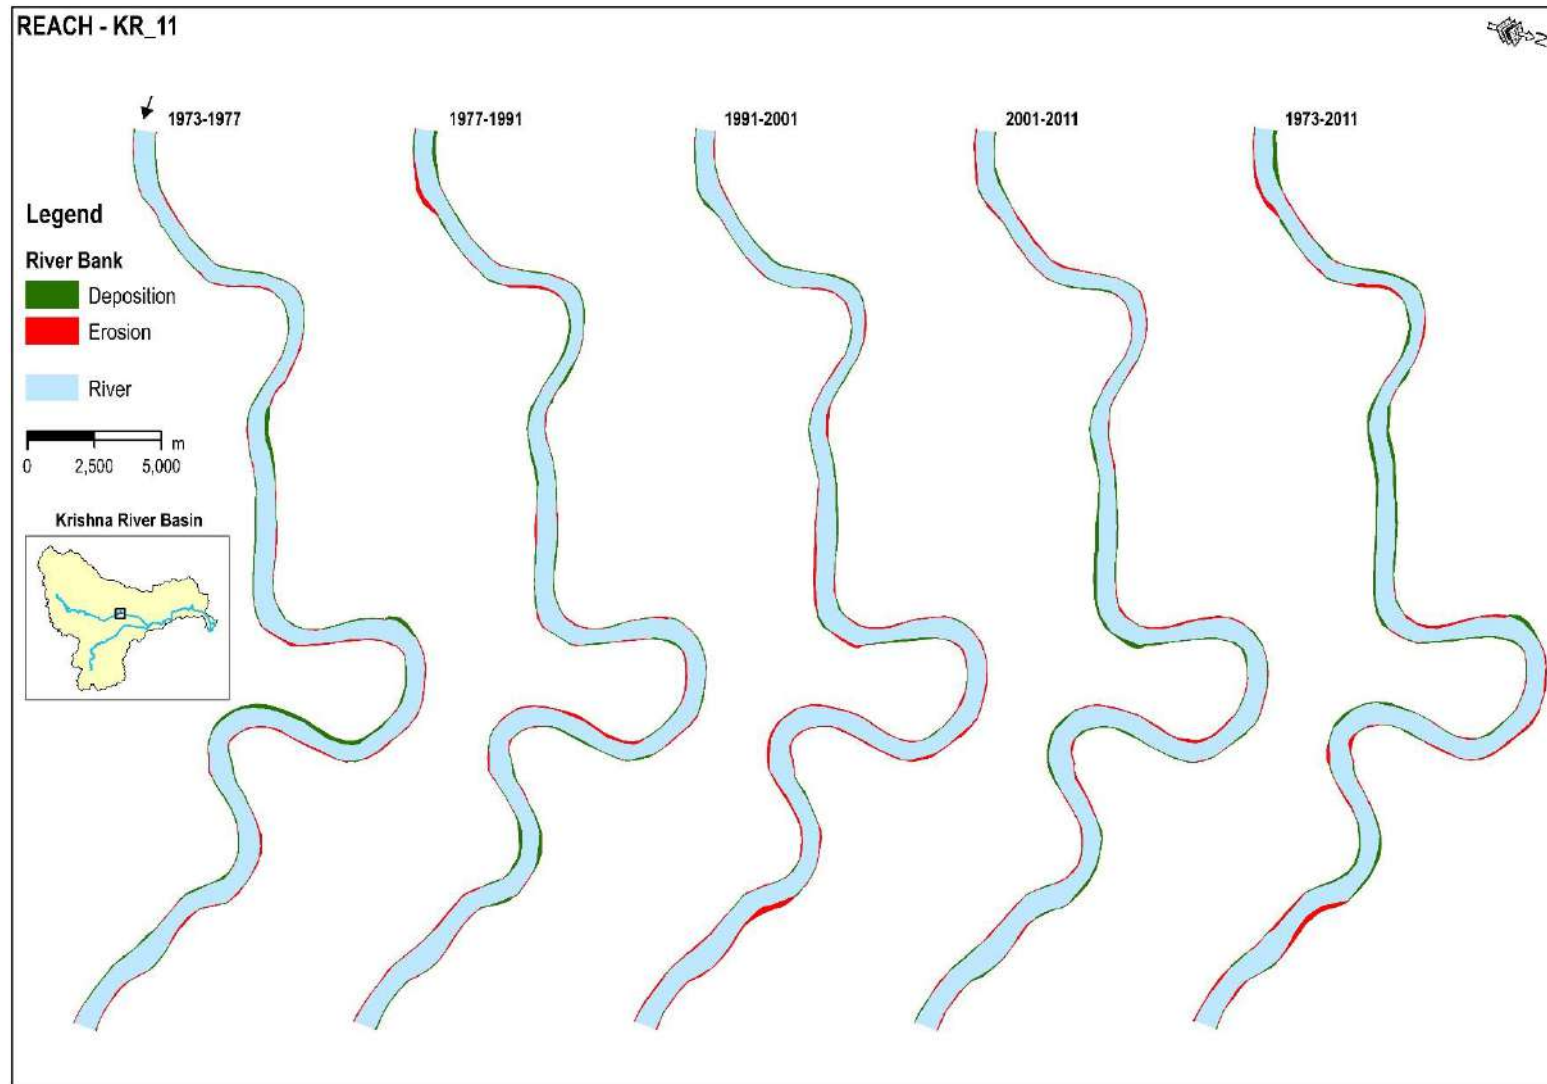 REACH - KR_11
N
1973-1977
1977-1991
1991-2001
2001-2011
1973-2011
Legend
River Bank
Deposition
Erosion
River
m
0 2,500 5,000
Krishna River Basin